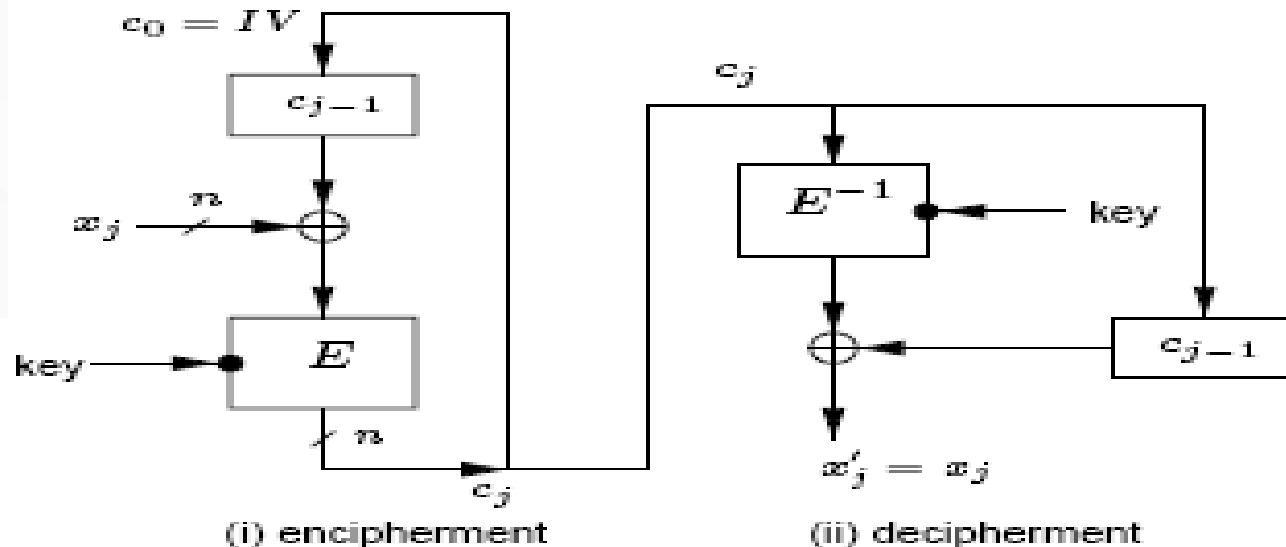 c₀ = IV
cⱼ₋₁
n
xⱼ
key
E
n
cⱼ
(i) encipherment
cⱼ
E⁻¹
key
cⱼ₋₁
x′ⱼ = xⱼ
(ii) decipherment